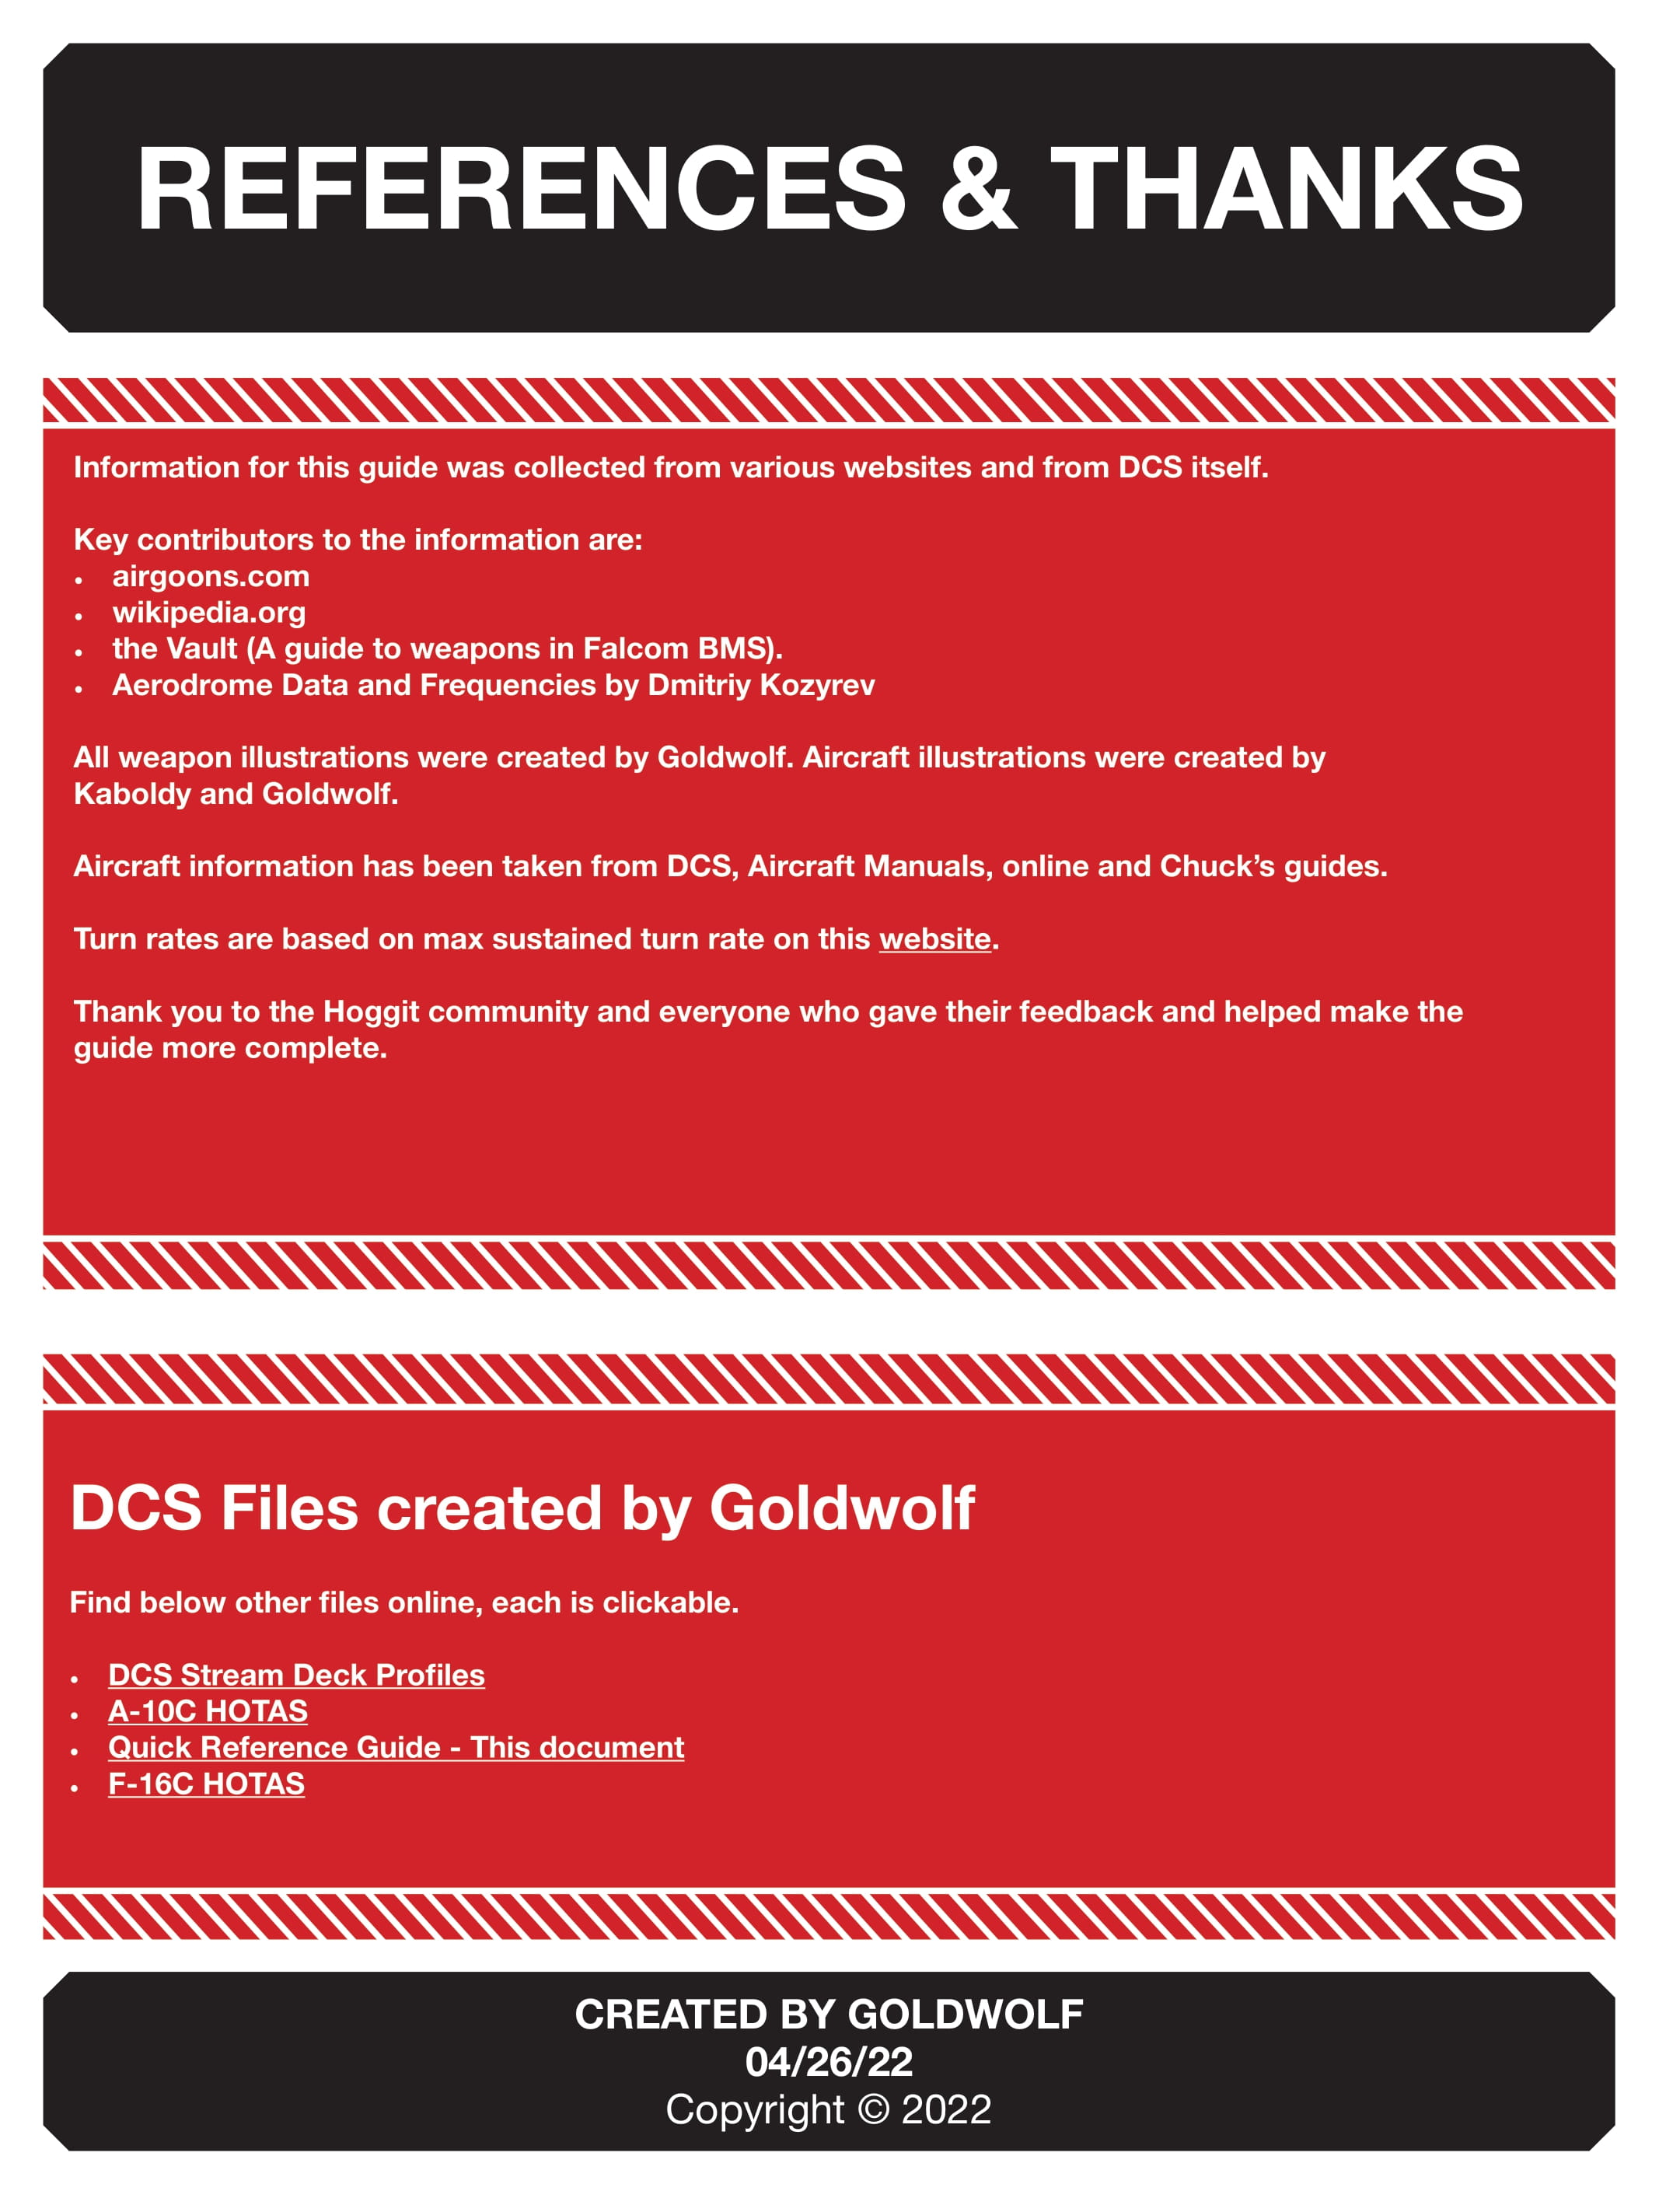 REFERENCES & THANKS
Information for this guide was collected from various websites and from DCS itself.
Key contributors to the information are:
• airgoons.com
• wikipedia.org
• the Vault (A guide to weapons in Falcom BMS).
• Aerodrome Data and Frequencies by Dmitriy Kozyrev
All weapon illustrations were created by Goldwolf. Aircraft illustrations were created by
Kaboldy and Goldwolf.
Aircraft information has been taken from DCS, Aircraft Manuals, online and Chuck’s guides.
Turn rates are based on max sustained turn rate on this website.
Thank you to the Hoggit community and everyone who gave their feedback and helped make the
guide more complete.
DCS Files created by Goldwolf
Find below other files online, each is clickable.
• DCS Stream Deck Profiles
• A-10C HOTAS
• Quick Reference Guide - This document
• F-16C HOTAS
CREATED BY GOLDWOLF
04/26/22
Copyright © 2022